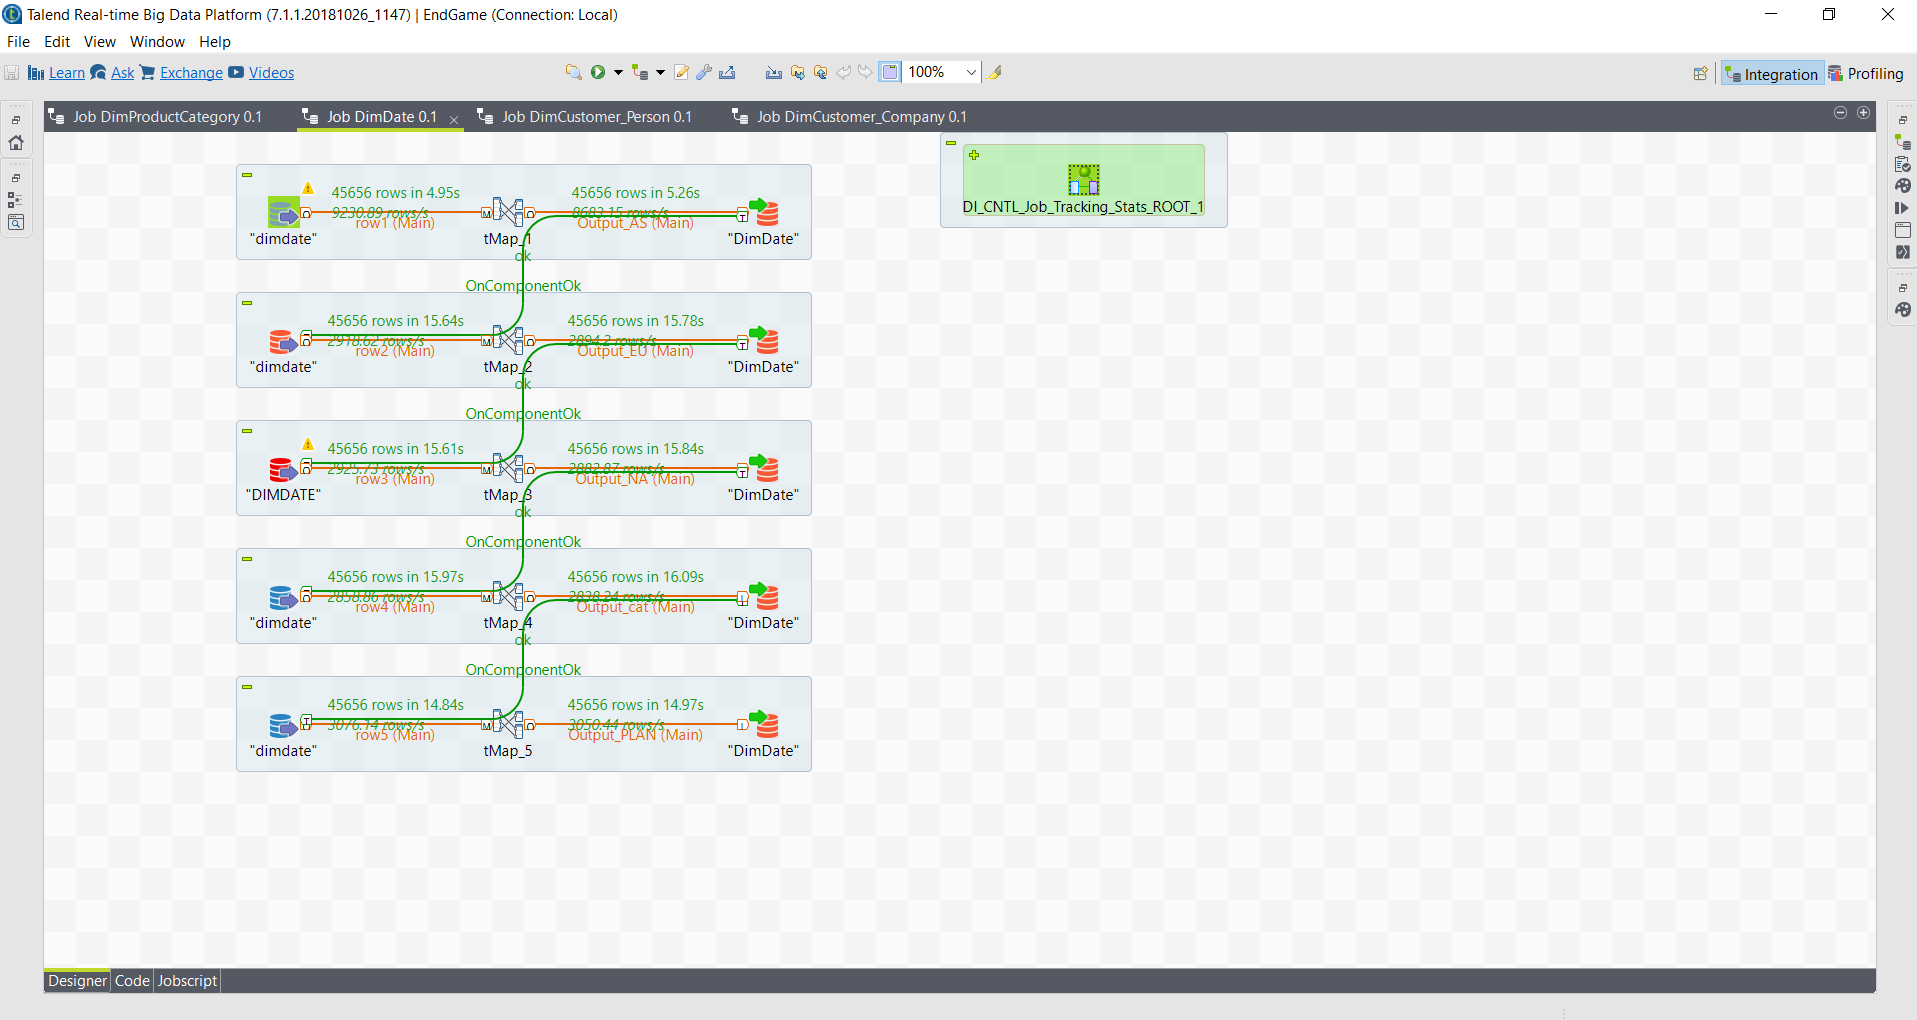 Talend Real-time Big Data Platform (7.1.1.20181026_1147) | EndGame (Connection: Local)
File Edit View Window Help
Learn Ask Exchange Videos 100% Integration Profiling
Job DimProductCategory 0.1 Job DimDate 0.1 Job DimCustomer_Person 0.1 Job DimCustomer_Company 0.1
45656 rows in 4.95s 45656 rows in 5.26s
9230.89 rows/s 8683.15 rows/s
row1 (Main) Output_AS (Main)
"dimdate" tMap_1 "DimDate"
ok
OnComponentOk
DI_CNTL_Job_Tracking_Stats_ROOT_1
45656 rows in 15.64s 45656 rows in 15.78s
2918.62 rows/s 2894.2 rows/s
row2 (Main) Output_EU (Main)
"dimdate" tMap_2 "DimDate"
ok
OnComponentOk
45656 rows in 15.61s 45656 rows in 15.84s
2925.73 rows/s 2882.87 rows/s
row3 (Main) Output_NA (Main)
"DIMDATE" tMap_3 "DimDate"
ok
OnComponentOk
45656 rows in 15.97s 45656 rows in 16.09s
2858.86 rows/s 2838.24 rows/s
row4 (Main) Output_cat (Main)
"dimdate" tMap_4 "DimDate"
ok
OnComponentOk
45656 rows in 14.84s 45656 rows in 14.97s
3076.14 rows/s 3050.44 rows/s
row5 (Main) Output_PLAN (Main)
"dimdate" tMap_5 "DimDate"
Designer Code Jobscript